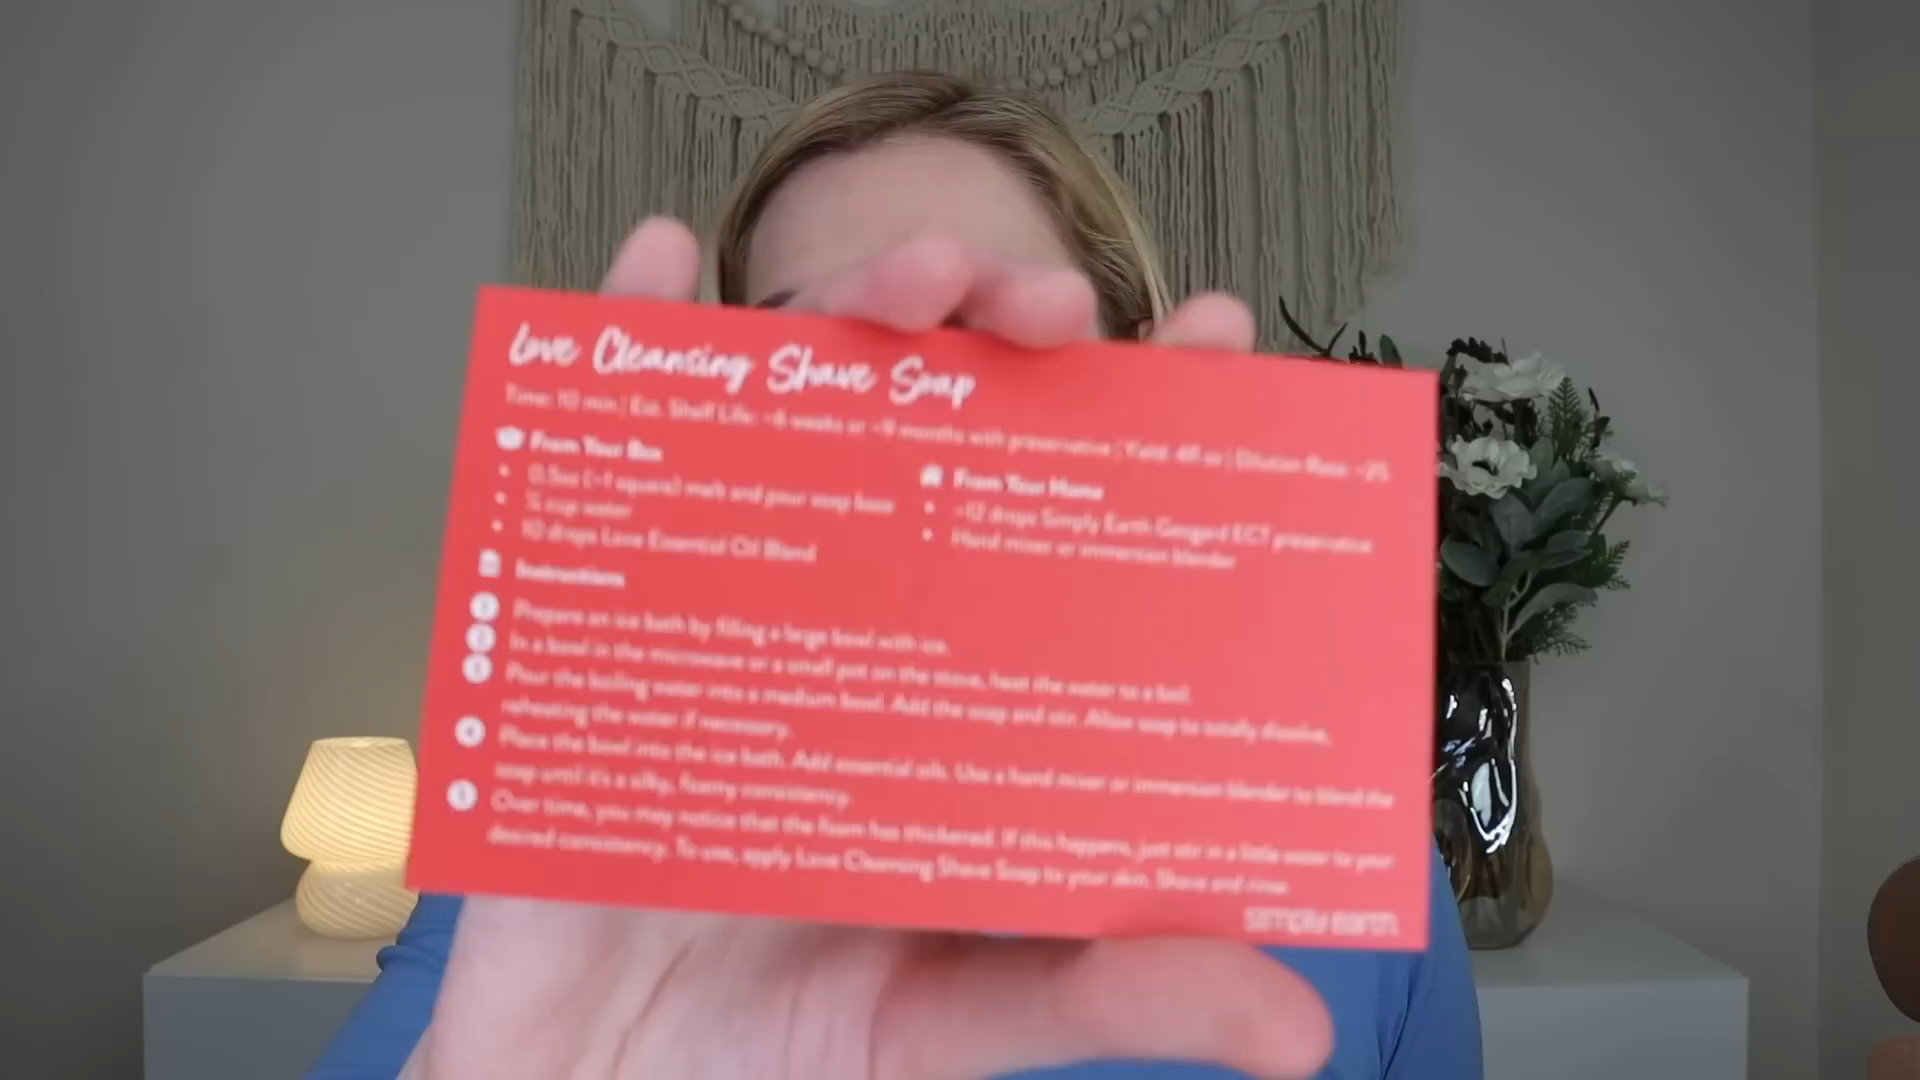 Love Cleansing Shave Soap
Time: 10 min | Est. Shelf Life: ~6 weeks or ~9 months with preservative | Yield: 4fl oz | Dilution Rate: ~2%
From Your Box
• 0.5oz (~1 square) melt and pour soap base
• cup water
• 10 drops Love Essential Oil Blend
From Your Home
• ~12 drops Simply Earth Geogard ECT preservative
• Hand mixer or immersion blender
Instructions
1 Prepare an ice bath by filling a large bowl with ice.
2 In a bowl in the microwave or a small pot on the stove, heat the water to a boil.
3 Pour the boiling water into a medium bowl. Add the soap and stir. Allow soap to totally dissolve,
reheating the water if necessary.
4 Place the bowl into the ice bath. Add essential oils. Use a hand mixer or immersion blender to blend the
soap until it's a silky, foamy consistency.
5 Over time, you may notice that the foam has thickened. If this happens, just stir in a little water to your
desired consistency. To use, apply Love Cleansing Shave Soap to your skin. Shave and rinse.
simply earth